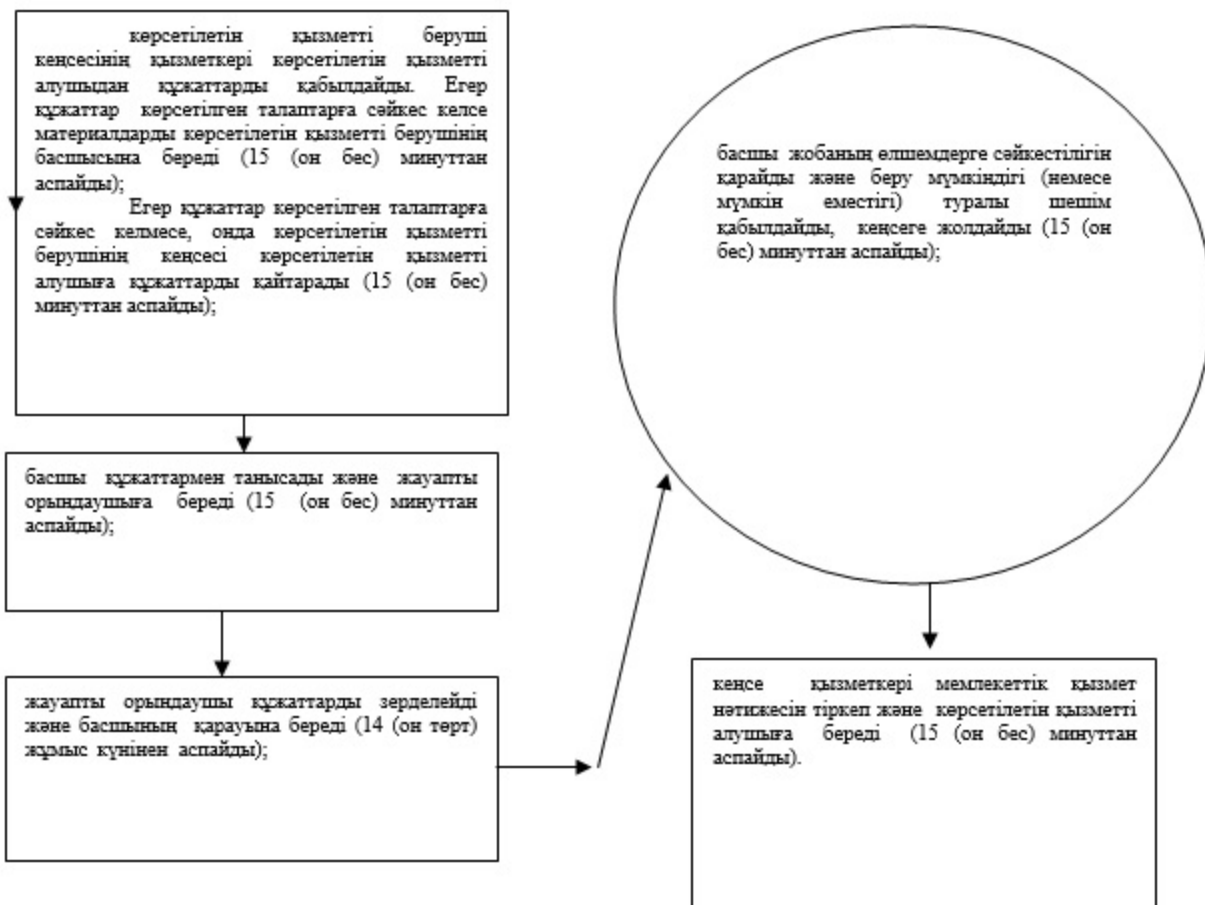 көрсетілетін қызметті беруші
кеңсесінің қызметкері көрсетілетін қызметті
алушыдан құжаттарды қабылдайды. Егер
құжаттар көрсетілген талаптарға сәйкес келсе
материалдарды көрсетілетін қызметті берушінің
басшысына береді (15 (он бес) минуттан
аспайды);
Егер құжаттар көрсетілген талаптарға
сәйкес келмесе, онда көрсетілетін қызметті
берушінің кеңсесі көрсетілетін қызметті
алушыға құжаттарды қайтарады (15 (он бес)
минуттан аспайды);
басшы құжаттармен танысады және жауапты
орындаушыға береді (15 (он бес) минуттан
аспайды);
жауапты орындаушы құжаттарды зерделейді
және басшының қарауына береді (14 (он төрт)
жұмыс күнінен аспайды);
басшы жобаның өлшемдерге сәйкестілігін
қарайды және беру мүмкіндігі (немесе
мүмкін еместігі) туралы шешім
қабылдайды, кеңсеге жолдайды (15 (он
бес) минуттан аспайды);
кеңсе қызметкері мемлекеттік қызмет
нәтижесін тіркеп және көрсетілетін қызметті
алушыға береді (15 (он бес) минуттан
аспайды).